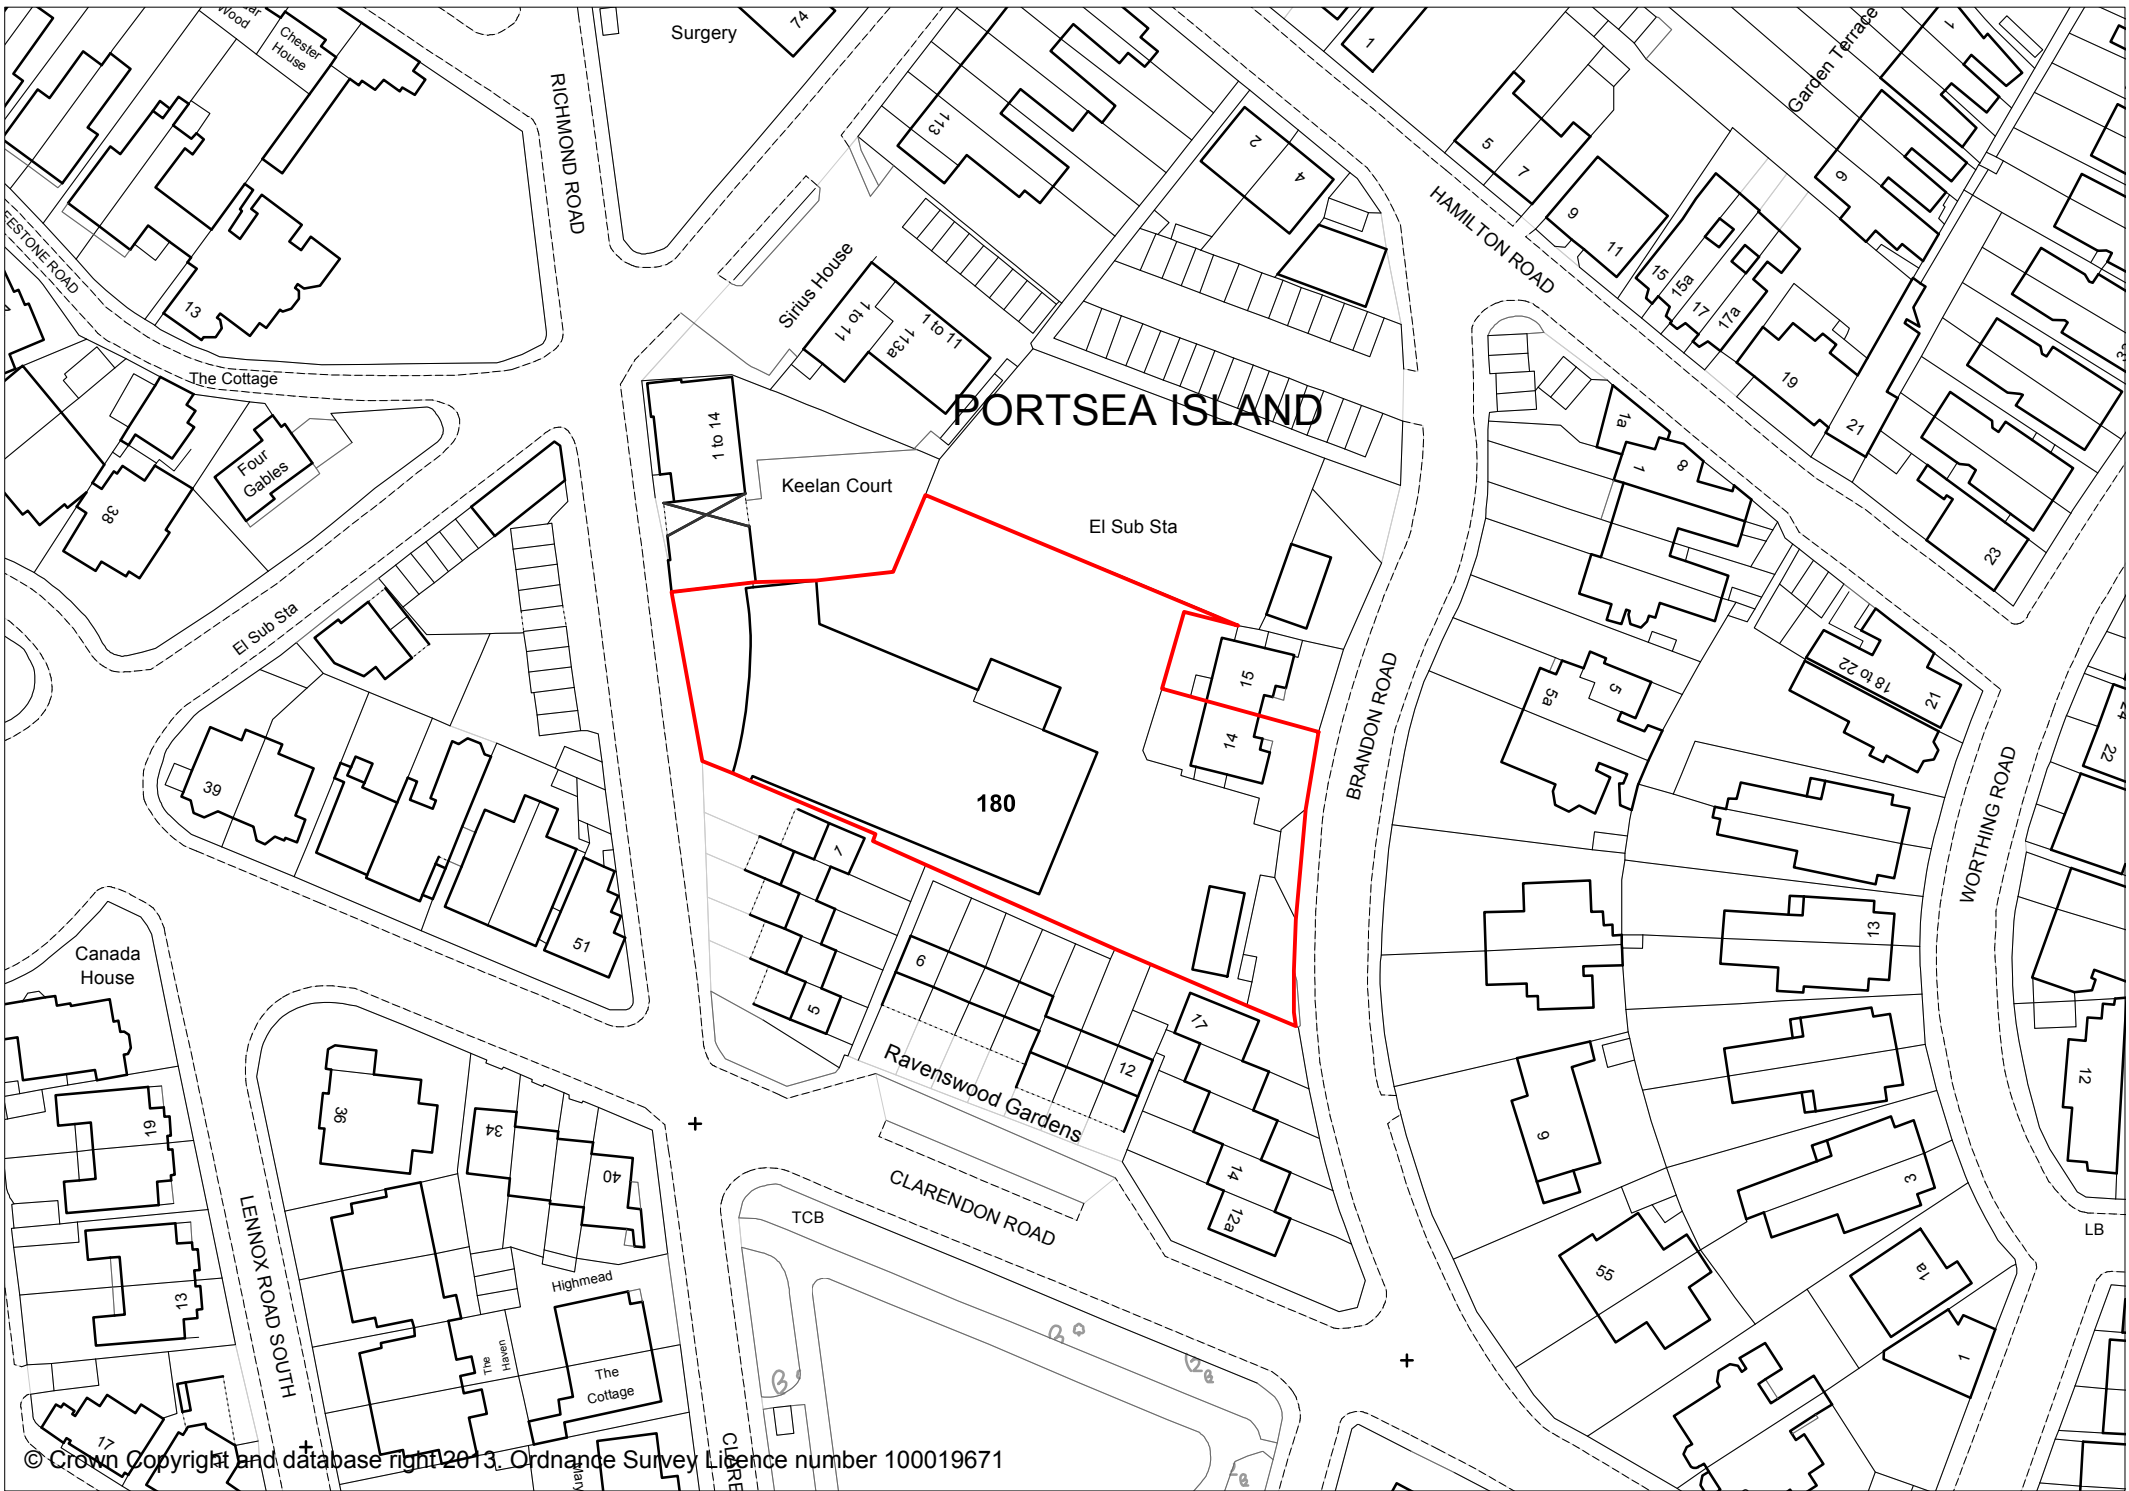 Wood
Chester
House
Surgery
74
1
Garden Terrace
1
RICHMOND ROAD
113
2
4
5
7
9
11
6
HAMILTON ROAD
15
15a
17
17a
19
21
23
13
Sirius House
1 to 11
113a
1 to 11
The Cottage
PORTSEA ISLAND
1 to 14
Keelan Court
Four
Gables
38
El Sub Sta
El Sub Sta
1a
1
8
15
14
BRANDON ROAD
5a
5
18 to 22
21
22
39
180
51
7
5
6
12
17
Ravenswood Gardens
14
12a
WORTHING ROAD
13
9
3
12
LB
55
1a
1
Canada
House
19
13
36
34
40
LENNOX ROAD SOUTH
CLARENDON ROAD
TCB
Highmead
The
Haven
The
Cottage
17
© Crown Copyright and database right 2013. Ordnance Survey Licence number 100019671